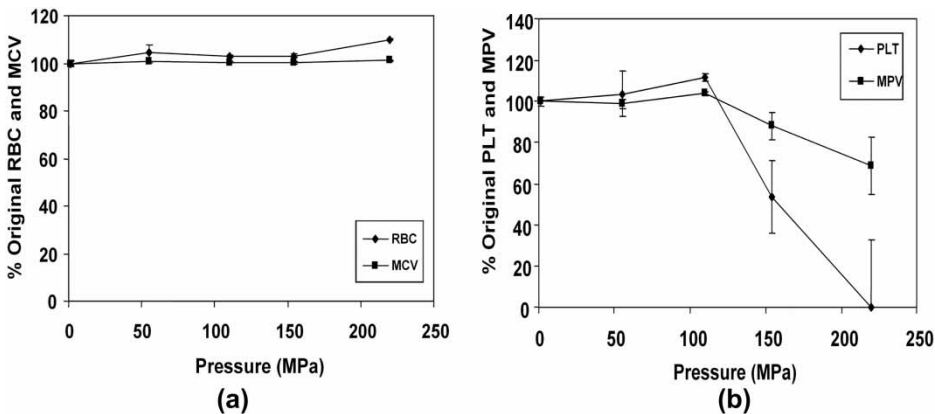 % Original RBC and MCV
120 %
100 %
80 %
60 %
40 %
20 %
0
RBC
MCV
0 50 100 150 200 250
Pressure (MPa)
(a)
% Original PLT and MPV
140 %
120 %
100 %
80 %
60 %
40 %
20 %
0
PLT
MPV
0 50 100 150 200 250
Pressure (MPa)
(b)